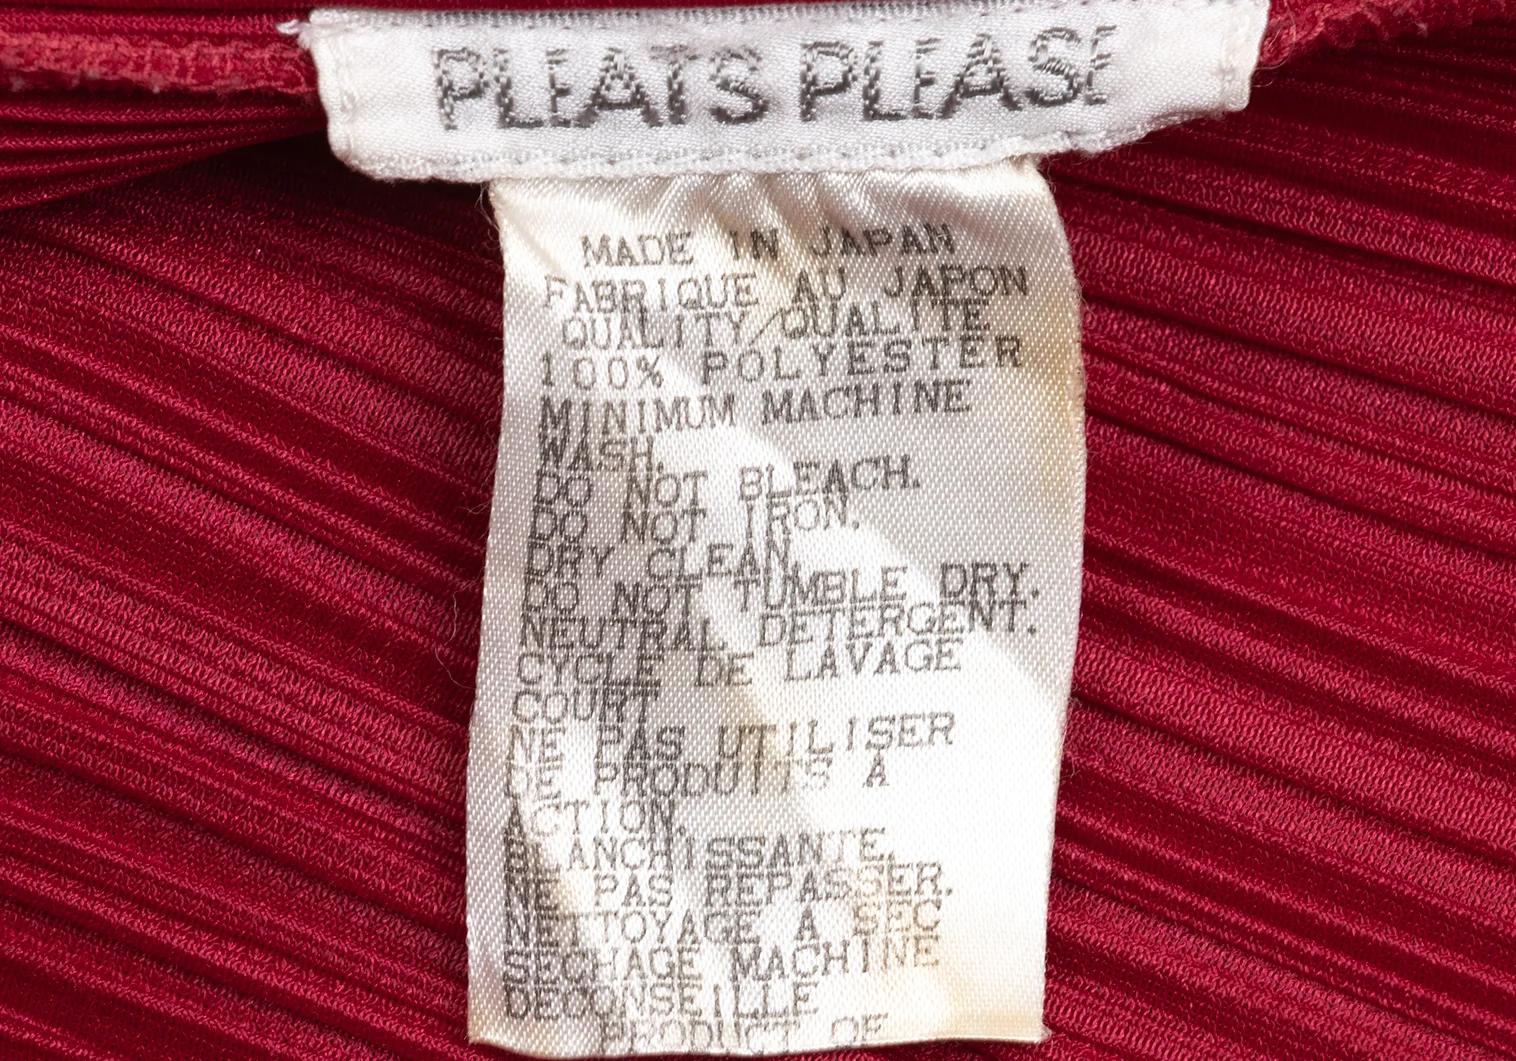 PLEATS PLEASE
MADE IN JAPAN
FABRIQUE AU JAPON
QUALITY/QUALITE
100% POLYESTER
MINIMUM MACHINE
WASH.
DO NOT BLEACH.
DO NOT IRON.
DRY CLEAN.
DO NOT TUMBLE DRY.
NEUTRAL DETERGENT.
CYCLE DE LAVAGE
COURT
NE PAS UTILISER
DE PRODUITS A
ACTION.
BLANCHISSANTE.
NE PAS REPASSER.
NETTOYAGE A SEC
SECHAGE MACHINE
DECONSEILLE
PRODUCT OF